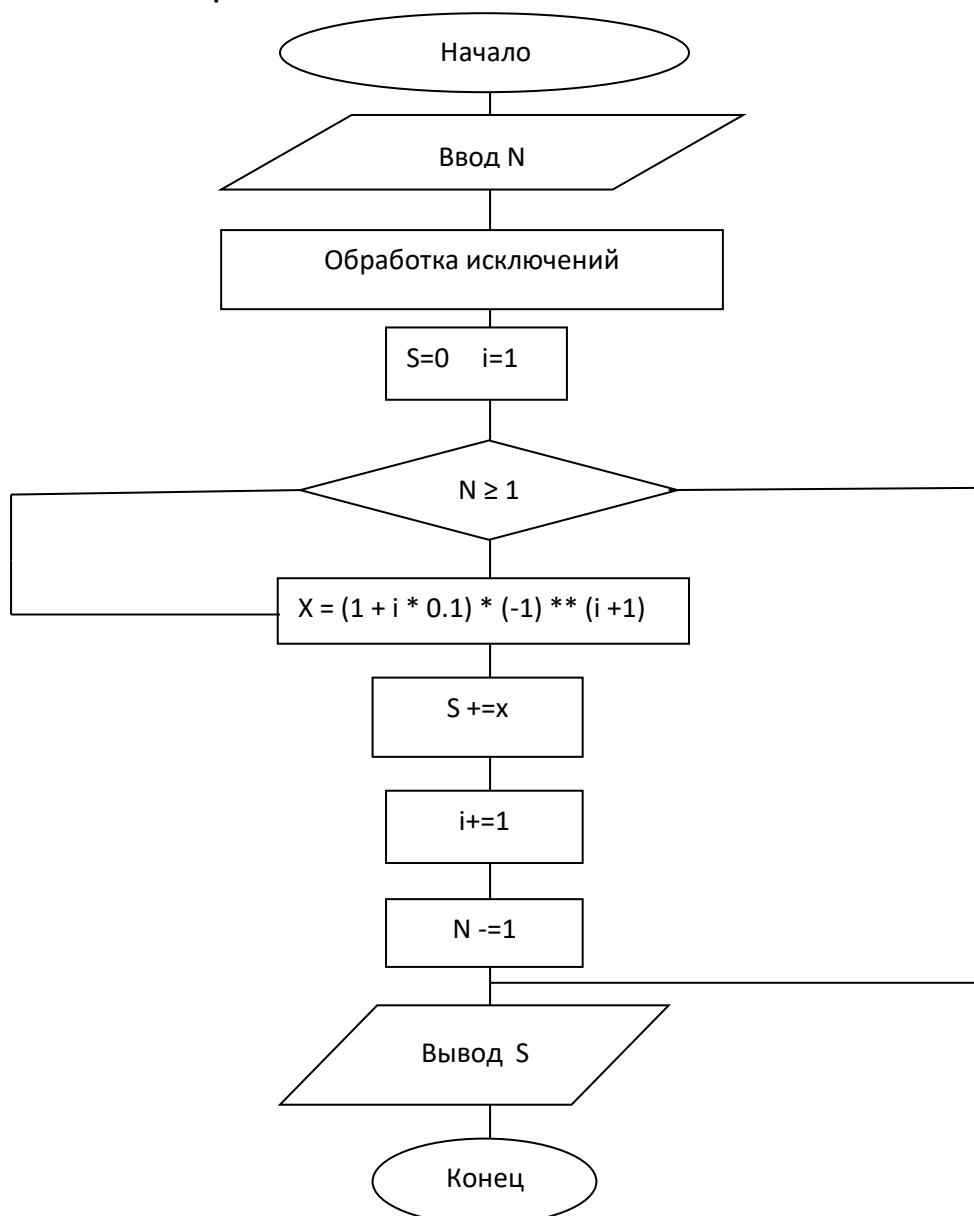 Начало
Ввод N
Обработка исключений
S=0 i=1
N ≥ 1
X = (1 + i * 0.1) * (-1) ** (i +1)
S +=x
i+=1
N -=1
Вывод S
Конец